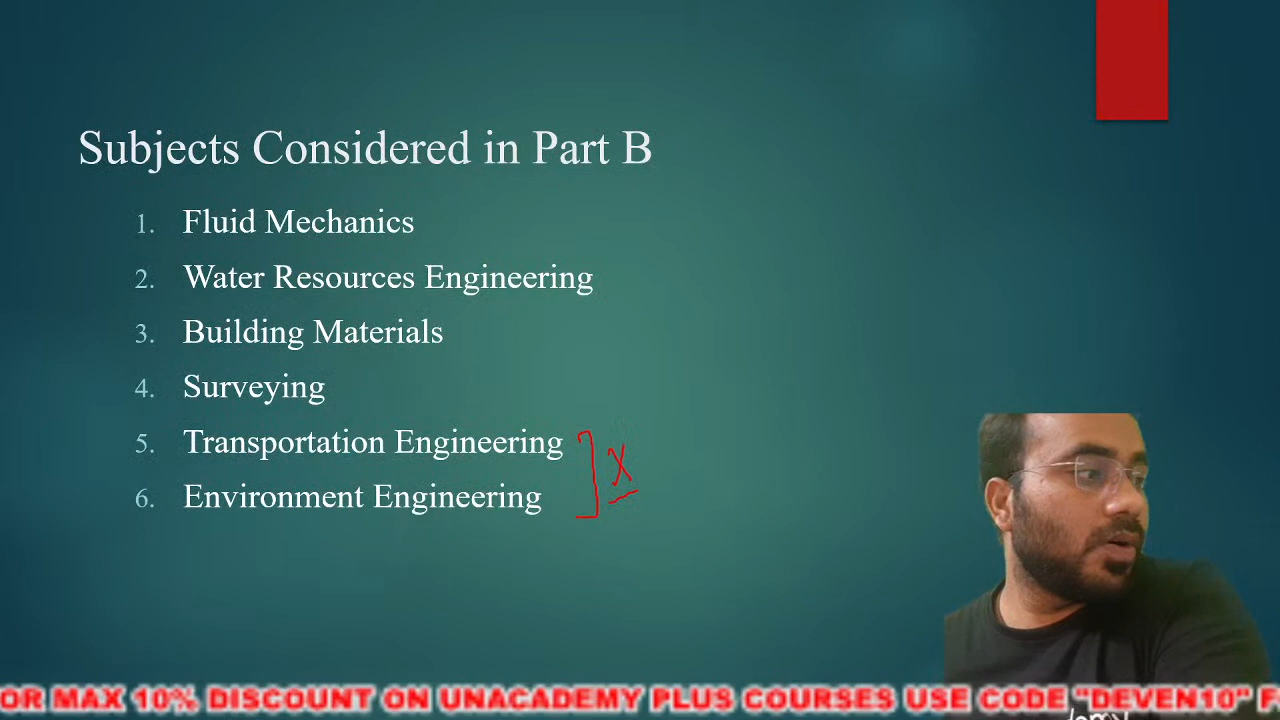 Subjects Considered in Part B
1. Fluid Mechanics
2. Water Resources Engineering
3. Building Materials
4. Surveying
5. Transportation Engineering
6. Environment Engineering
X
OR MAX 10% DISCOUNT ON UNACADEMY PLUS COURSES USE CODE "DEVEN10" F